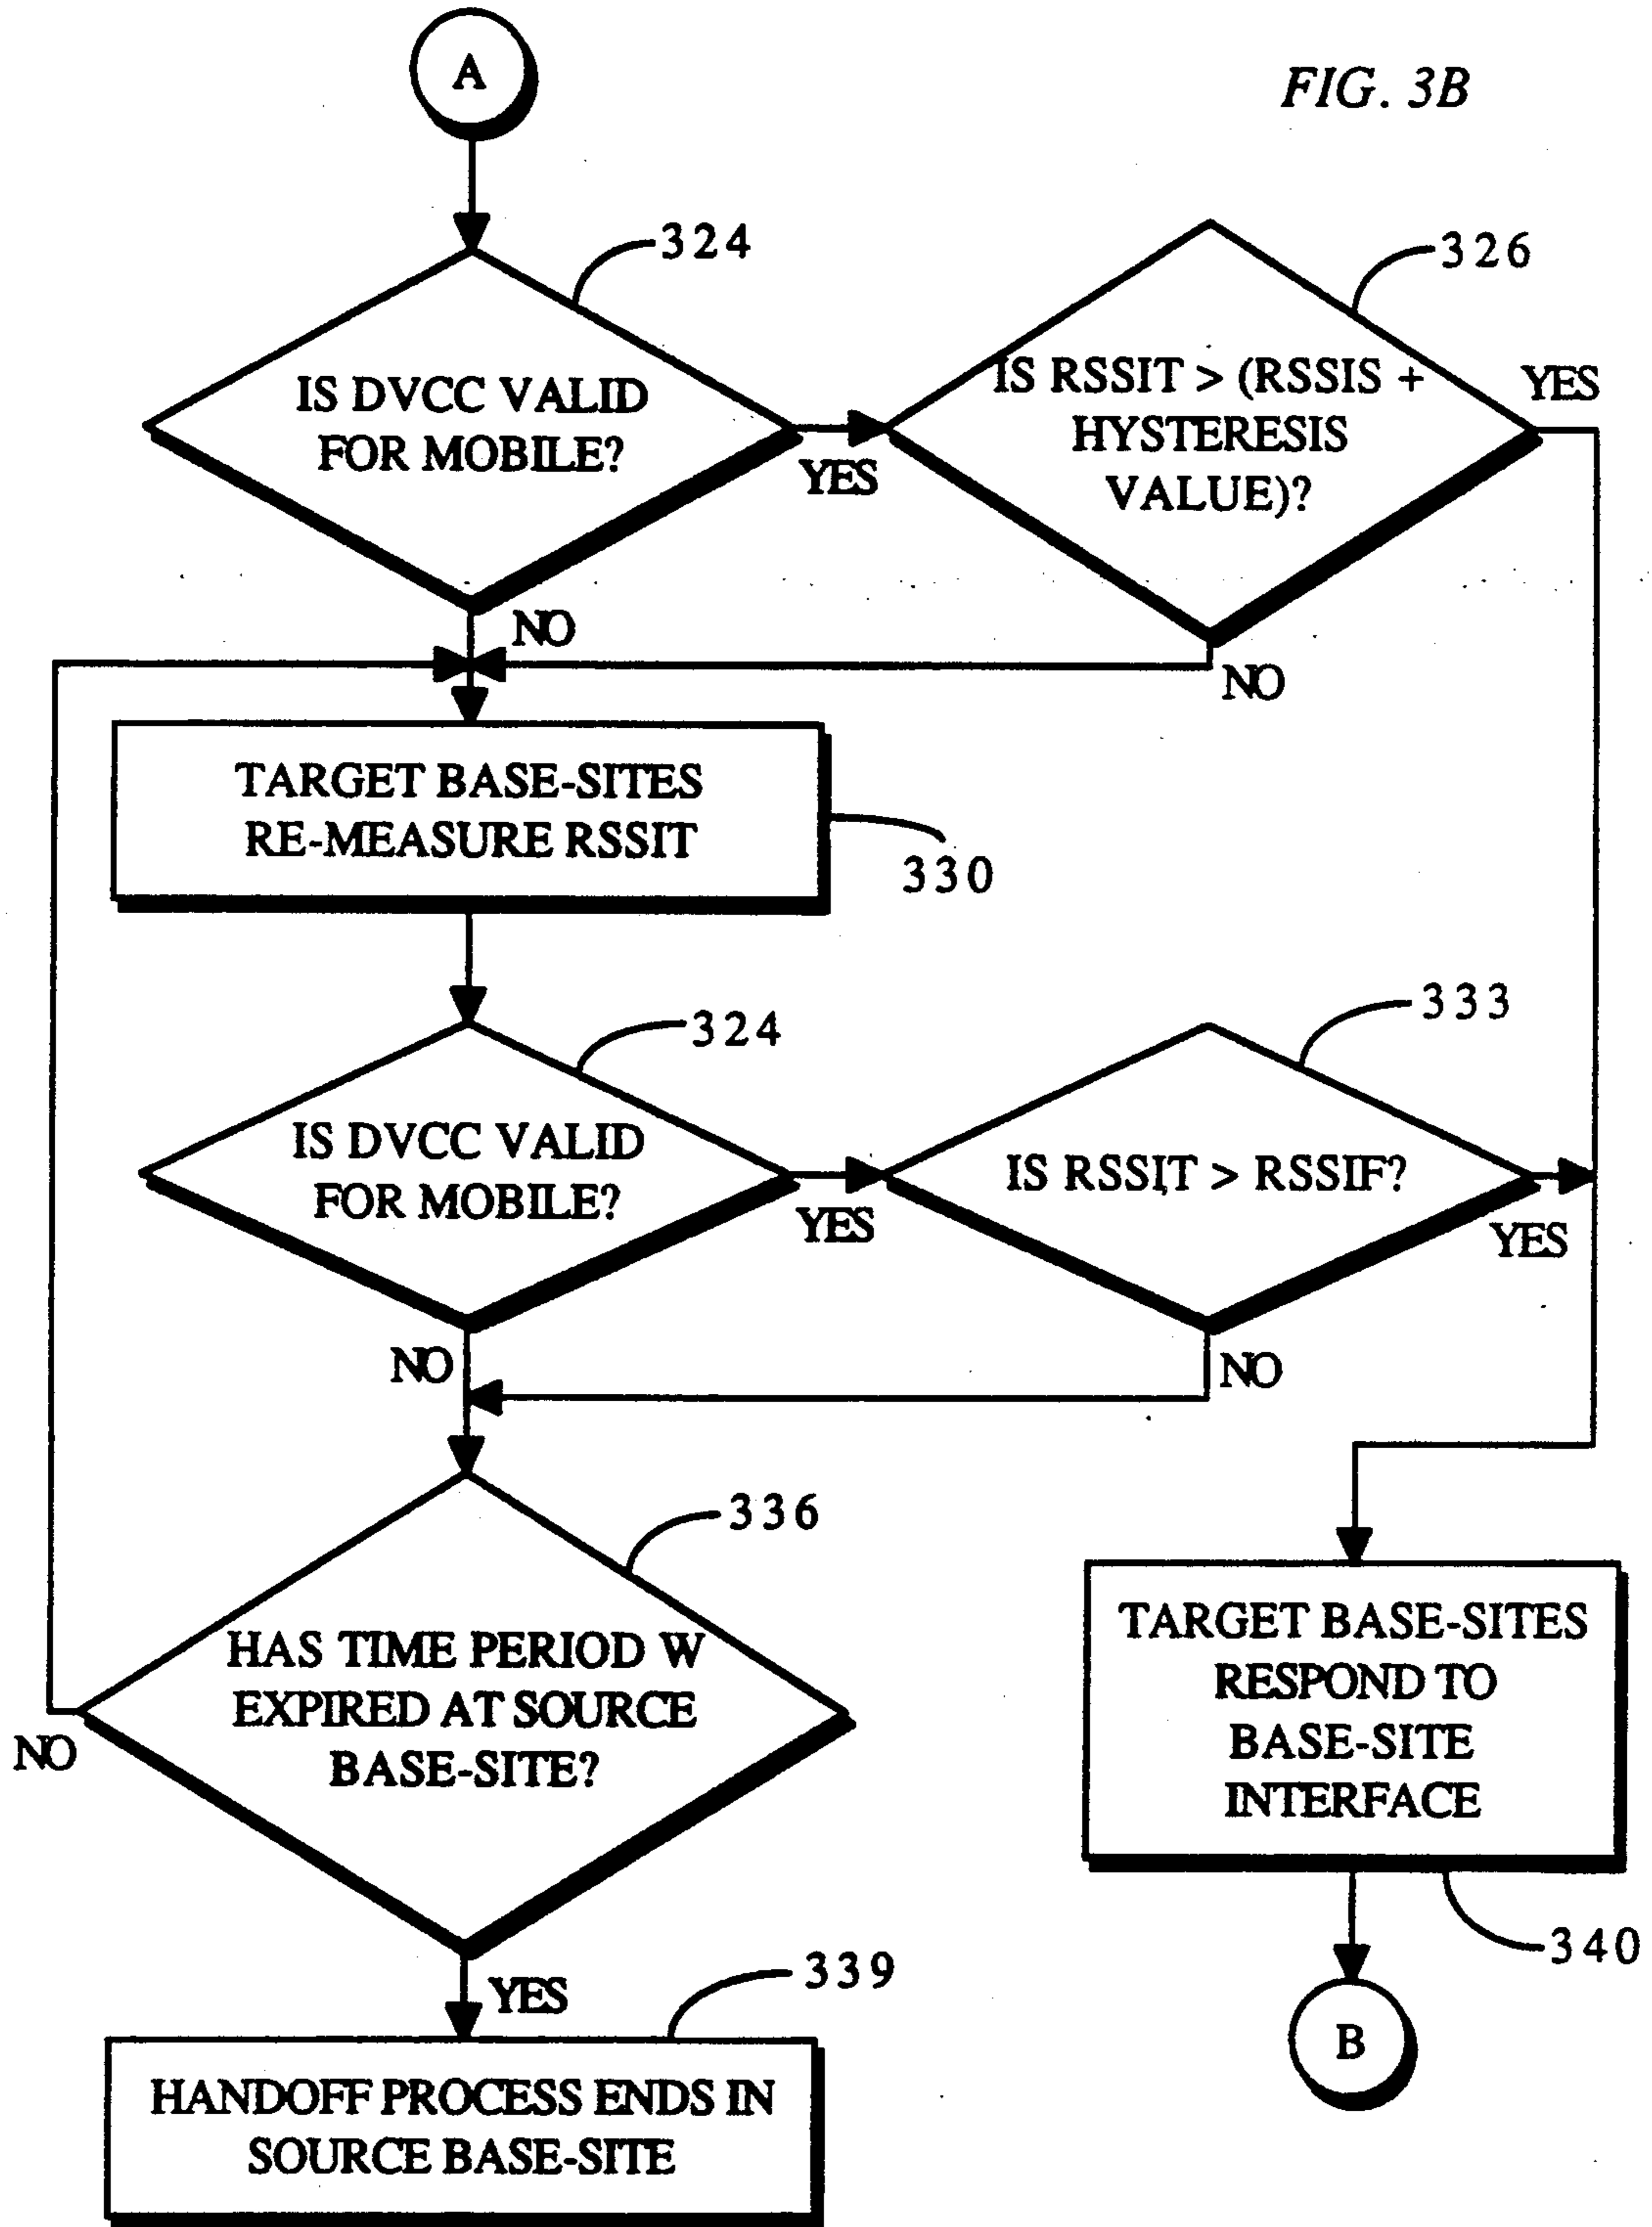 A
FIG. 3B
324
326
IS DVCC VALID
FOR MOBILE?
YES
IS RSSIT > (RSSIS +
HYSTERESIS
VALUE)?
YES
NO
NO
TARGET BASE-SITES
RE-MEASURE RSSIT
330
324
333
IS DVCC VALID
FOR MOBILE?
YES
IS RSSIT > RSSIF?
YES
NO
NO
336
HAS TIME PERIOD W
EXPIRED AT SOURCE
BASE-SITE?
NO
YES
TARGET BASE-SITES
RESPOND TO
BASE-SITE
INTERFACE
340
339
HANDOFF PROCESS ENDS IN
SOURCE BASE-SITE
B